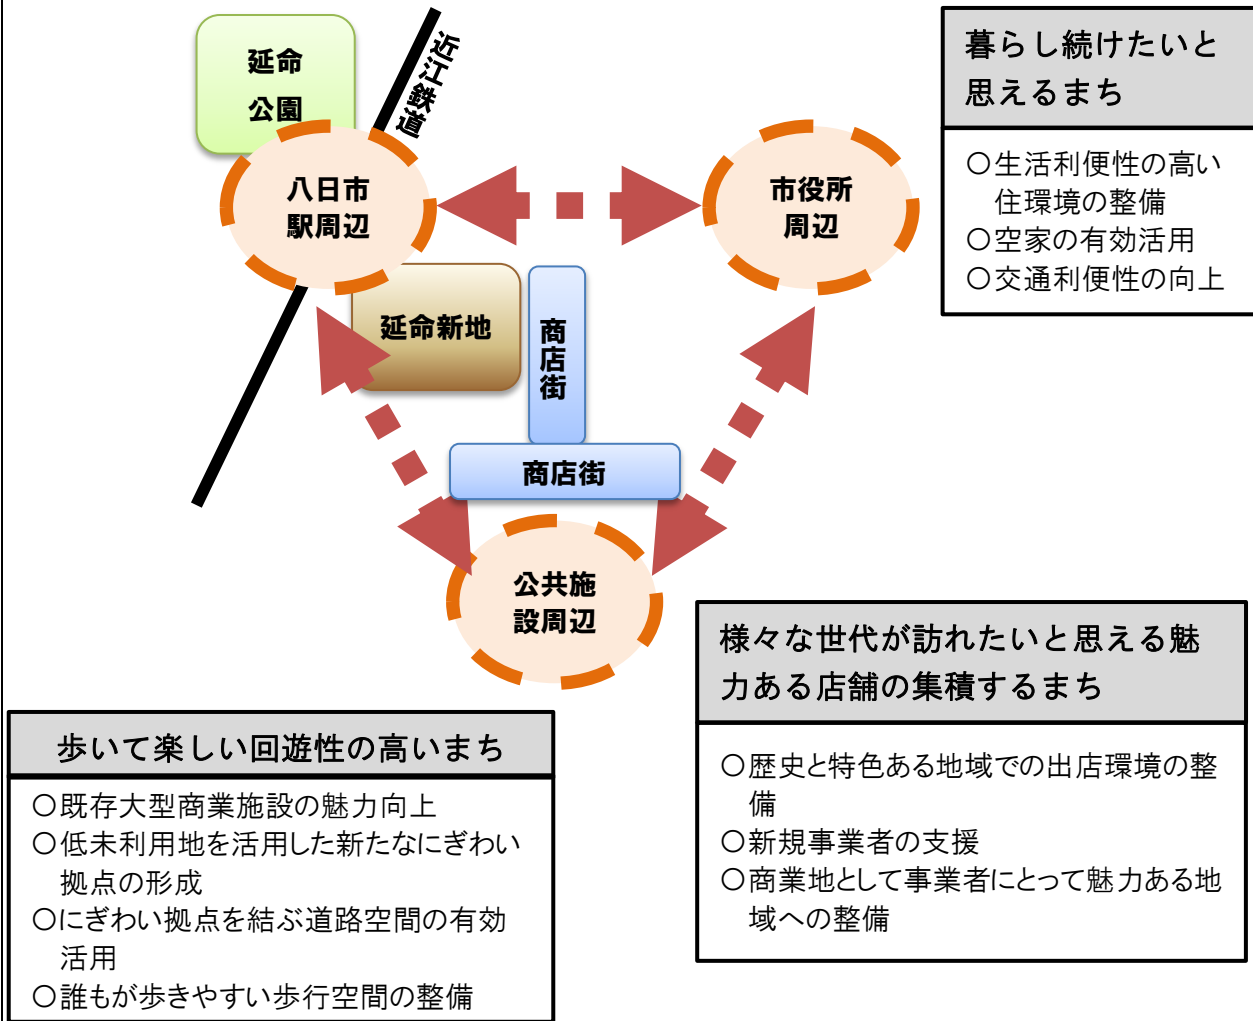 延命
公園
近江鉄道
八日市
駅周辺
市役所
周辺
延命新地
商店街
商店街
公共施
設周辺
暮らし続けたいと
思えるまち
〇生活利便性の高い
住環境の整備
〇空家の有効活用
〇交通利便性の向上
様々な世代が訪れたいと思える魅
力ある店舗の集積するまち
〇歴史と特色ある地域での出店環境の整
備
〇新規事業者の支援
〇商業地として事業者にとって魅力ある地
域への整備
歩いて楽しい回遊性の高いまち
〇既存大型商業施設の魅力向上
〇低未利用地を活用した新たなにぎわい
拠点の形成
〇にぎわい拠点を結ぶ道路空間の有効
活用
〇誰もが歩きやすい歩行空間の整備